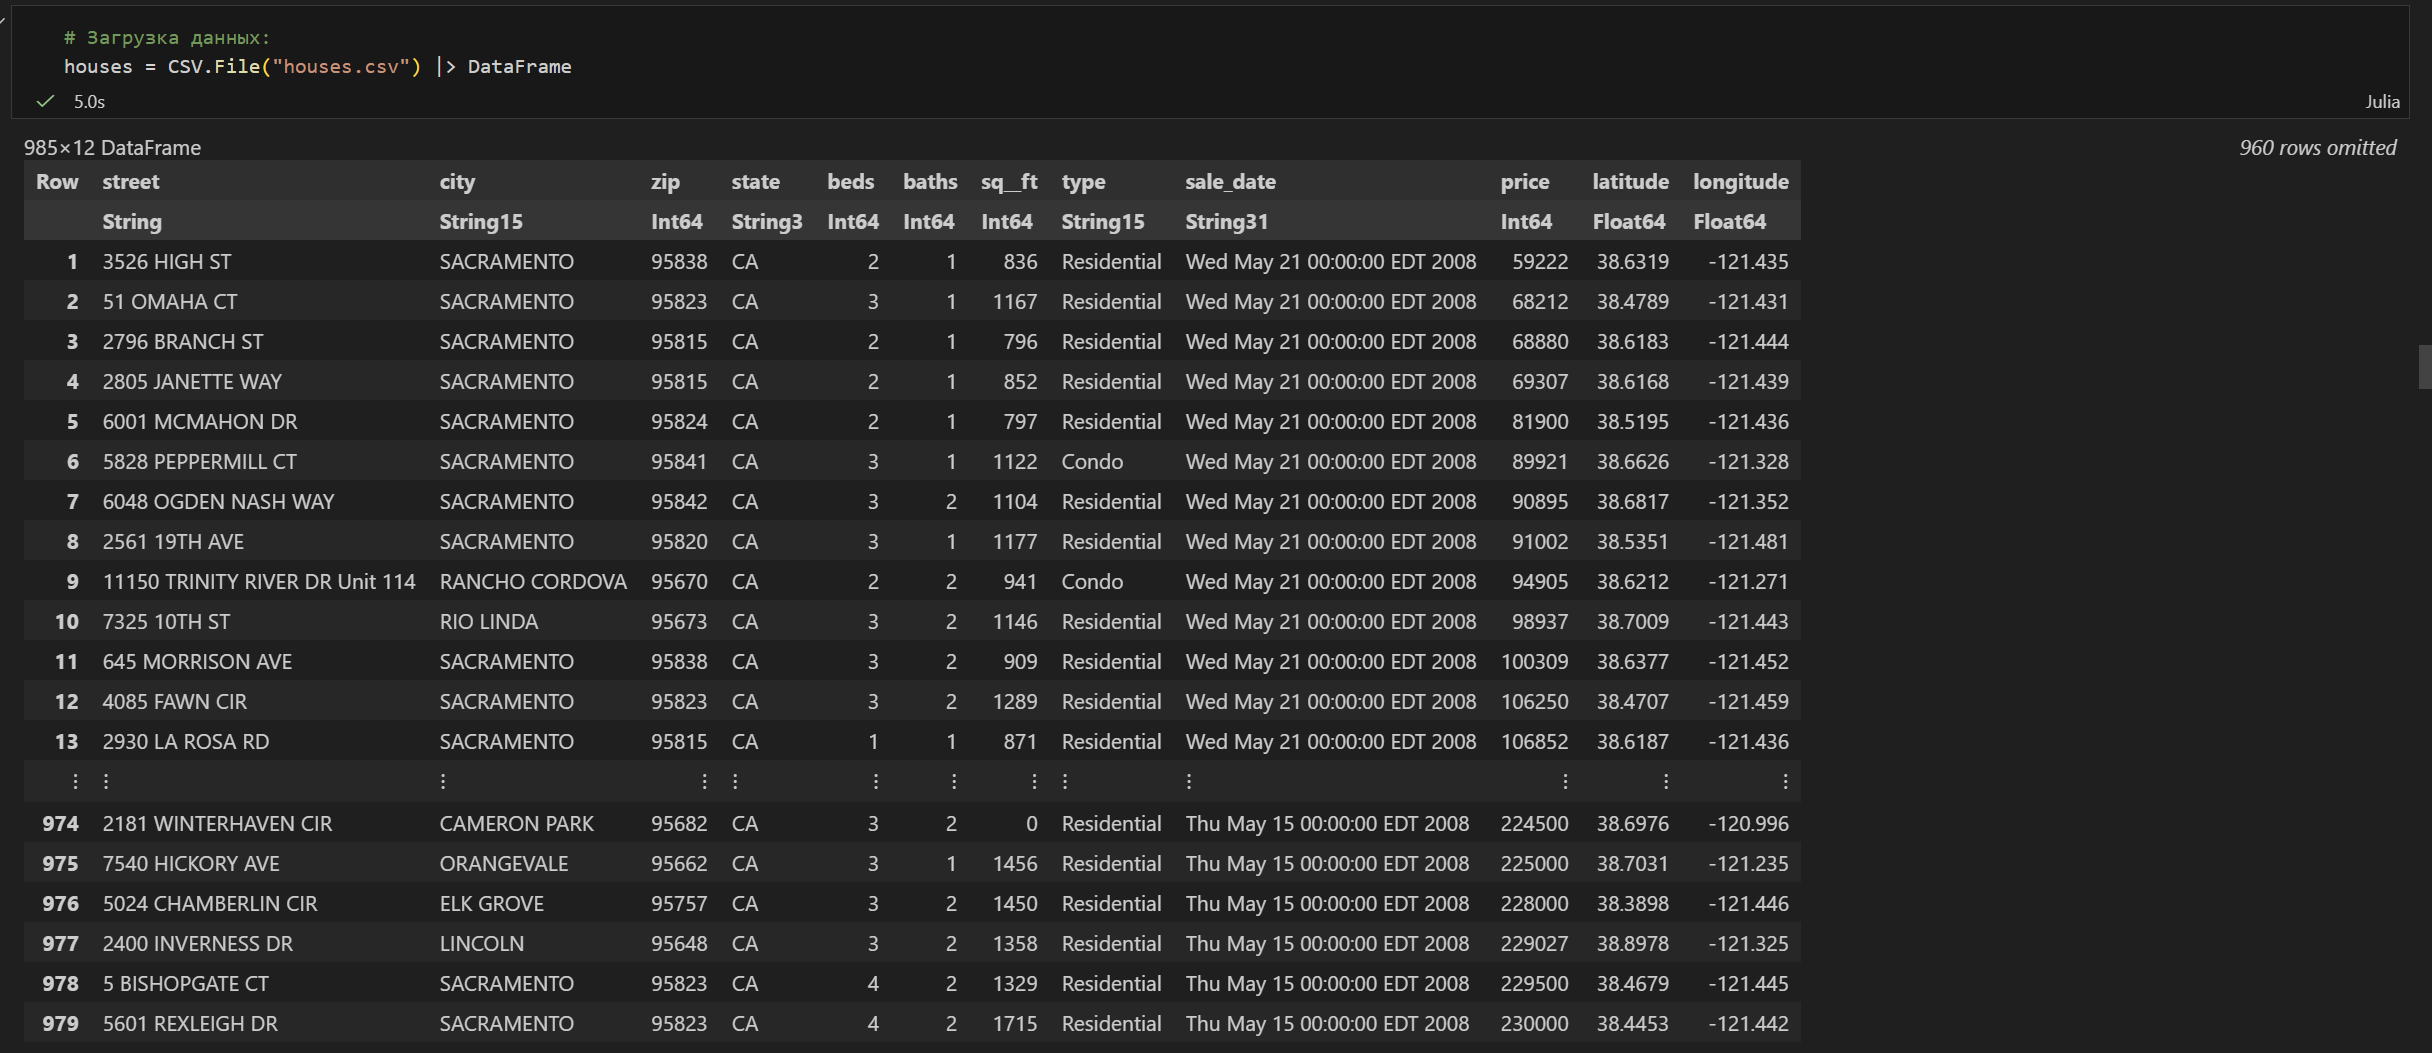 # Загрузка данных:
houses = CSV.File("houses.csv") |> DataFrame
5.0s
Julia
985×12 DataFrame
960 rows omitted
Row street city zip state beds baths sq__ft type sale_date price latitude longitude
String String15 Int64 String3 Int64 Int64 Int64 String15 String31 Int64 Float64 Float64
1 3526 HIGH ST SACRAMENTO 95838 CA 2 1 836 Residential Wed May 21 00:00:00 EDT 2008 59222 38.6319 -121.435
2 51 OMAHA CT SACRAMENTO 95823 CA 3 1 1167 Residential Wed May 21 00:00:00 EDT 2008 68212 38.4789 -121.431
3 2796 BRANCH ST SACRAMENTO 95815 CA 2 1 796 Residential Wed May 21 00:00:00 EDT 2008 68880 38.6183 -121.444
4 2805 JANETTE WAY SACRAMENTO 95815 CA 2 1 852 Residential Wed May 21 00:00:00 EDT 2008 69307 38.6168 -121.439
5 6001 MCMAHON DR SACRAMENTO 95824 CA 2 1 797 Residential Wed May 21 00:00:00 EDT 2008 81900 38.5195 -121.436
6 5828 PEPPERMILL CT SACRAMENTO 95841 CA 3 1 1122 Condo Wed May 21 00:00:00 EDT 2008 89921 38.6626 -121.328
7 6048 OGDEN NASH WAY SACRAMENTO 95842 CA 3 2 1104 Residential Wed May 21 00:00:00 EDT 2008 90895 38.6817 -121.352
8 2561 19TH AVE SACRAMENTO 95820 CA 3 1 1177 Residential Wed May 21 00:00:00 EDT 2008 91002 38.5351 -121.481
9 11150 TRINITY RIVER DR Unit 114 RANCHO CORDOVA 95670 CA 2 2 941 Condo Wed May 21 00:00:00 EDT 2008 94905 38.6212 -121.271
10 7325 10TH ST RIO LINDA 95673 CA 3 2 1146 Residential Wed May 21 00:00:00 EDT 2008 98937 38.7009 -121.443
11 645 MORRISON AVE SACRAMENTO 95838 CA 3 2 909 Residential Wed May 21 00:00:00 EDT 2008 100309 38.6377 -121.452
12 4085 FAWN CIR SACRAMENTO 95823 CA 3 2 1289 Residential Wed May 21 00:00:00 EDT 2008 106250 38.4707 -121.459
13 2930 LA ROSA RD SACRAMENTO 95815 CA 1 1 871 Residential Wed May 21 00:00:00 EDT 2008 106852 38.6187 -121.436
⋮ ⋮ ⋮ ⋮ ⋮ ⋮ ⋮ ⋮ ⋮ ⋮ ⋮ ⋮ ⋮
974 2181 WINTERHAVEN CIR CAMERON PARK 95682 CA 3 2 0 Residential Thu May 15 00:00:00 EDT 2008 224500 38.6976 -120.996
975 7540 HICKORY AVE ORANGEVALE 95662 CA 3 1 1456 Residential Thu May 15 00:00:00 EDT 2008 225000 38.7031 -121.235
976 5024 CHAMBERLIN CIR ELK GROVE 95757 CA 3 2 1450 Residential Thu May 15 00:00:00 EDT 2008 228000 38.3898 -121.446
977 2400 INVERNESS DR LINCOLN 95648 CA 3 2 1358 Residential Thu May 15 00:00:00 EDT 2008 229027 38.8978 -121.325
978 5 BISHOPGATE CT SACRAMENTO 95823 CA 4 2 1329 Residential Thu May 15 00:00:00 EDT 2008 229500 38.4679 -121.445
979 5601 REXLEIGH DR SACRAMENTO 95823 CA 4 2 1715 Residential Thu May 15 00:00:00 EDT 2008 230000 38.4453 -121.442